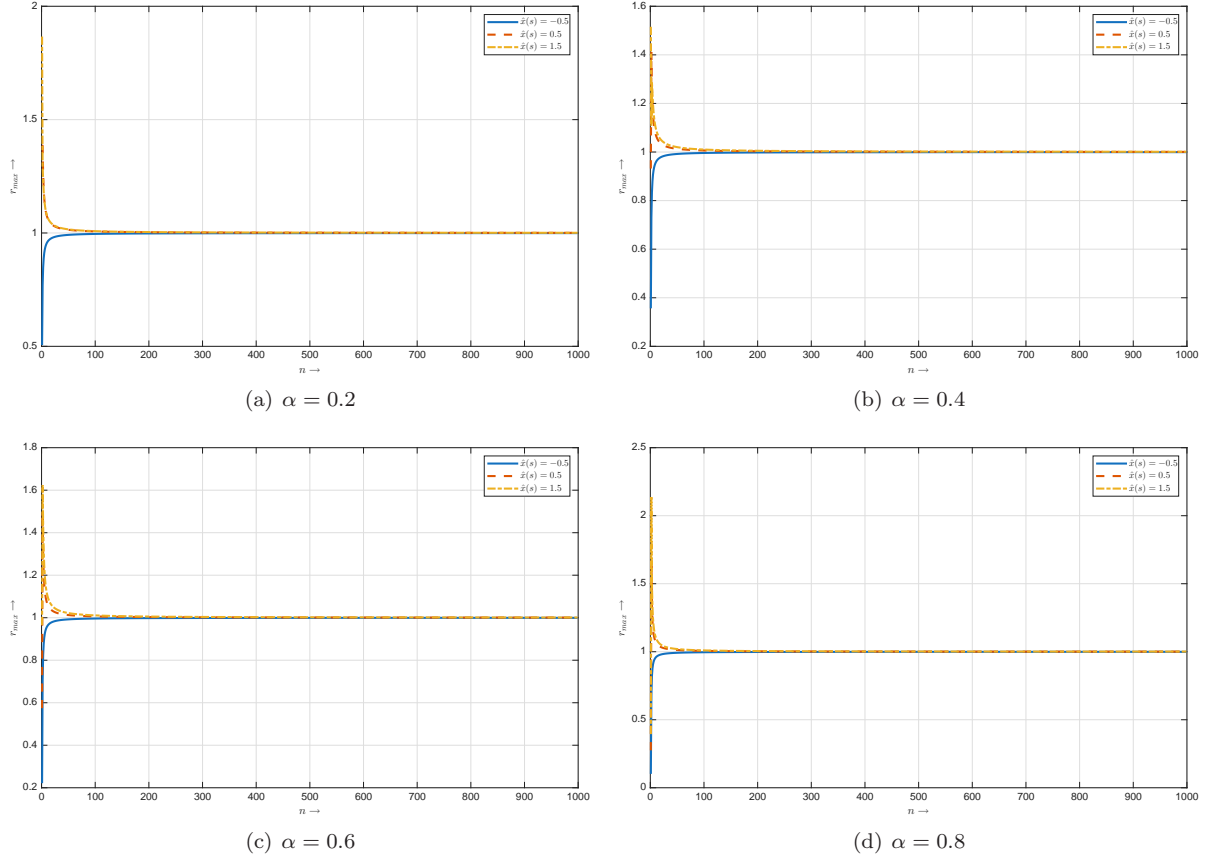 2
1.5
1
0.5
r_max →
0 100 200 300 400 500 600 700 800 900 1000
n →
x̂(s) = −0.5
x̂(s) = 0.5
x̂(s) = 1.5
(a) α = 0.2
1.6
1.4
1.2
1
0.8
0.6
0.4
0.2
r_max →
0 100 200 300 400 500 600 700 800 900 1000
n →
x̂(s) = −0.5
x̂(s) = 0.5
x̂(s) = 1.5
(b) α = 0.4
1.8
1.6
1.4
1.2
1
0.8
0.6
0.4
0.2
r_max →
0 100 200 300 400 500 600 700 800 900 1000
n →
x̂(s) = −0.5
x̂(s) = 0.5
x̂(s) = 1.5
(c) α = 0.6
2.5
2
1.5
1
0.5
0
r_max →
0 100 200 300 400 500 600 700 800 900 1000
n →
x̂(s) = −0.5
x̂(s) = 0.5
x̂(s) = 1.5
(d) α = 0.8